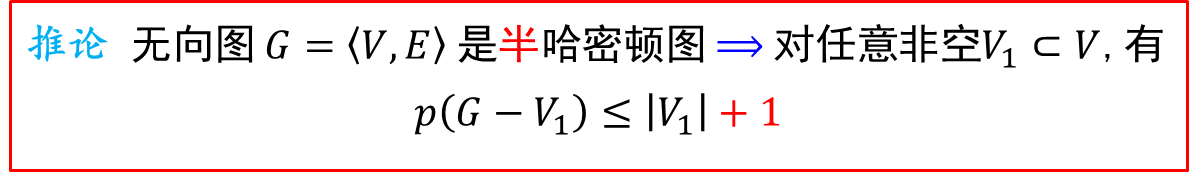 推论 无向图 G = ⟨V, E⟩ 是半哈密顿图 ⟹ 对任意非空V₁ ⊂ V, 有
p(G − V₁) ≤ |V₁| + 1